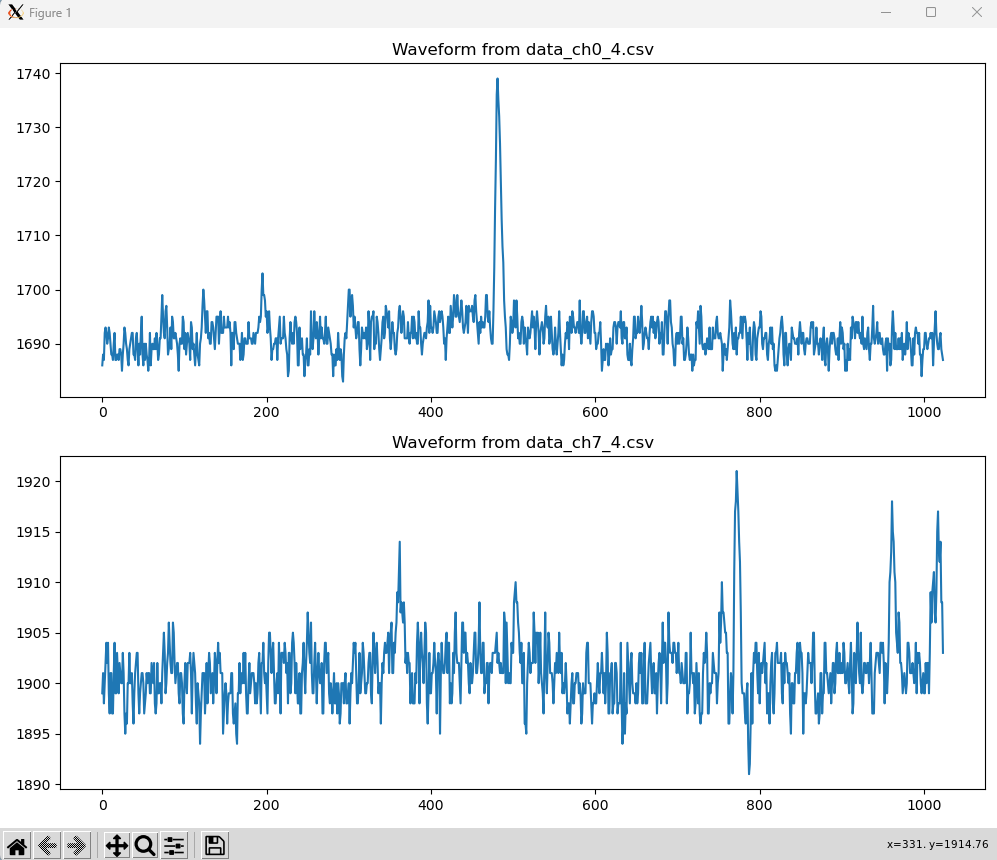 Figure 1
Waveform from data_ch0_4.csv
1740
1730
1720
1710
1700
1690
0 200 400 600 800 1000
Waveform from data_ch7_4.csv
1920
1915
1910
1905
1900
1895
1890
0 200 400 600 800 1000
x=331. y=1914.76